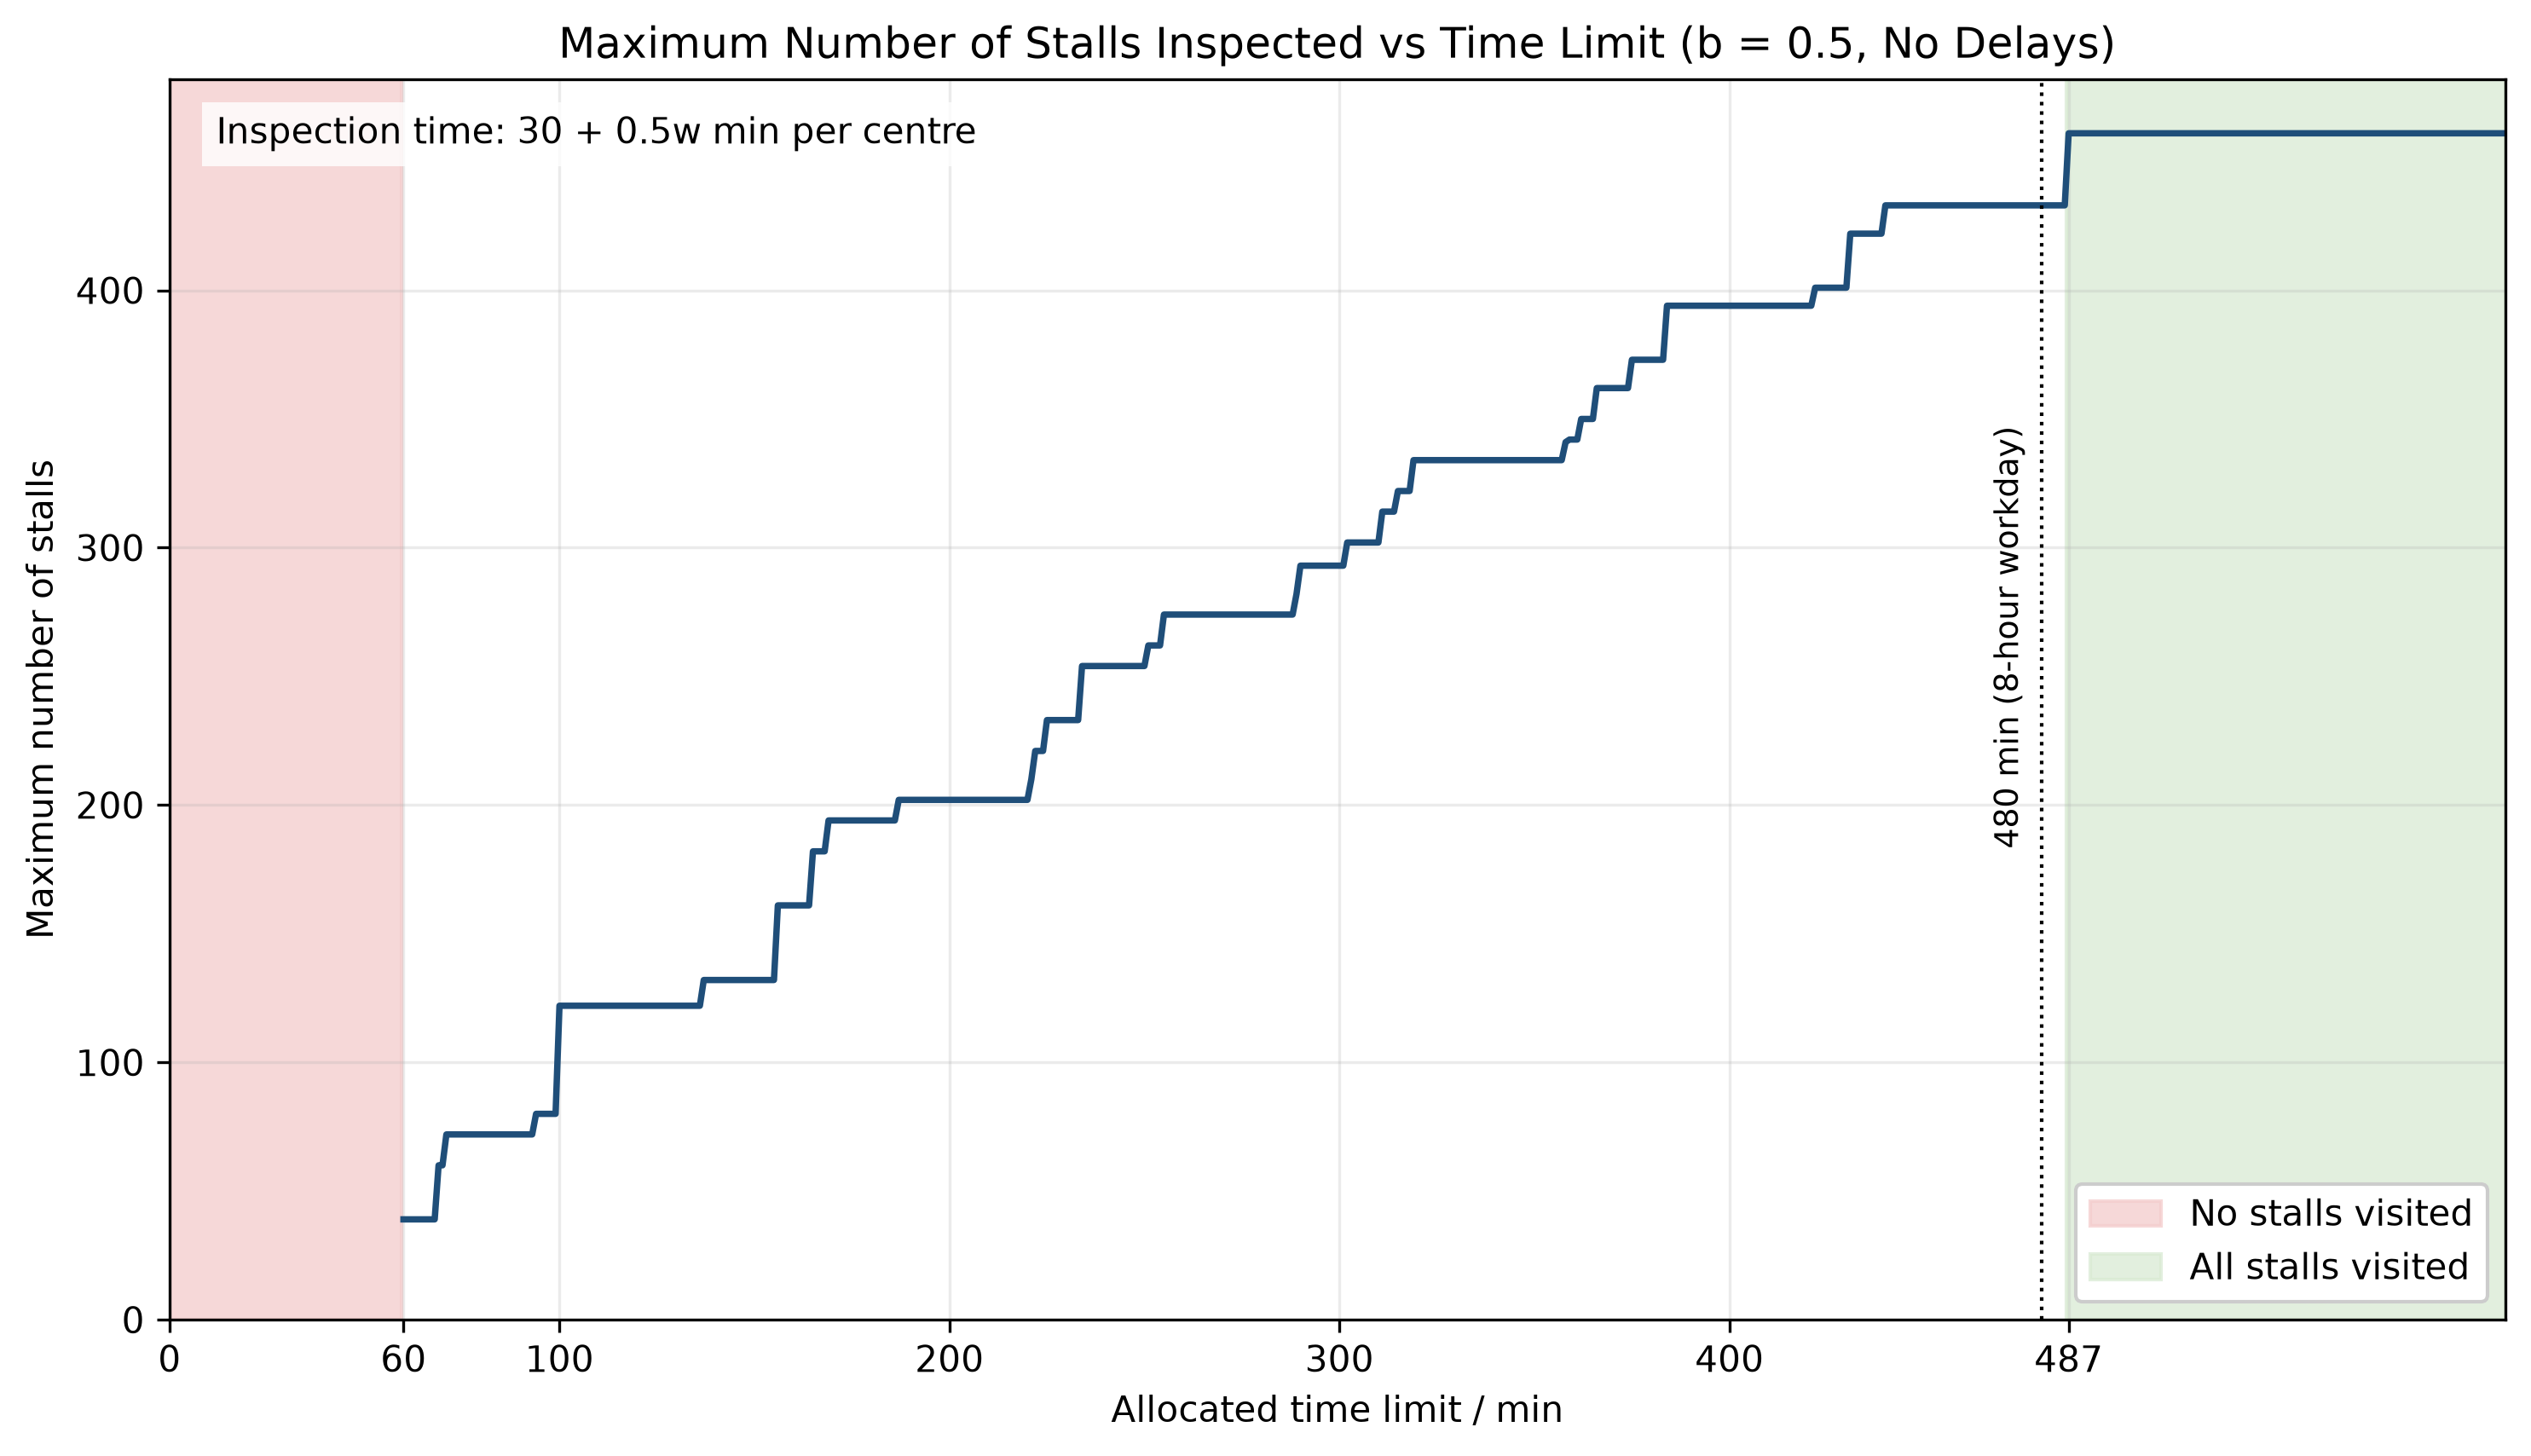 Maximum Number of Stalls Inspected vs Time Limit (b = 0.5, No Delays)
Inspection time: 30 + 0.5w min per centre
Maximum number of stalls
400
300
200
100
0
480 min (8-hour workday)
No stalls visited
All stalls visited
0 60 100 200 300 400 487
Allocated time limit / min